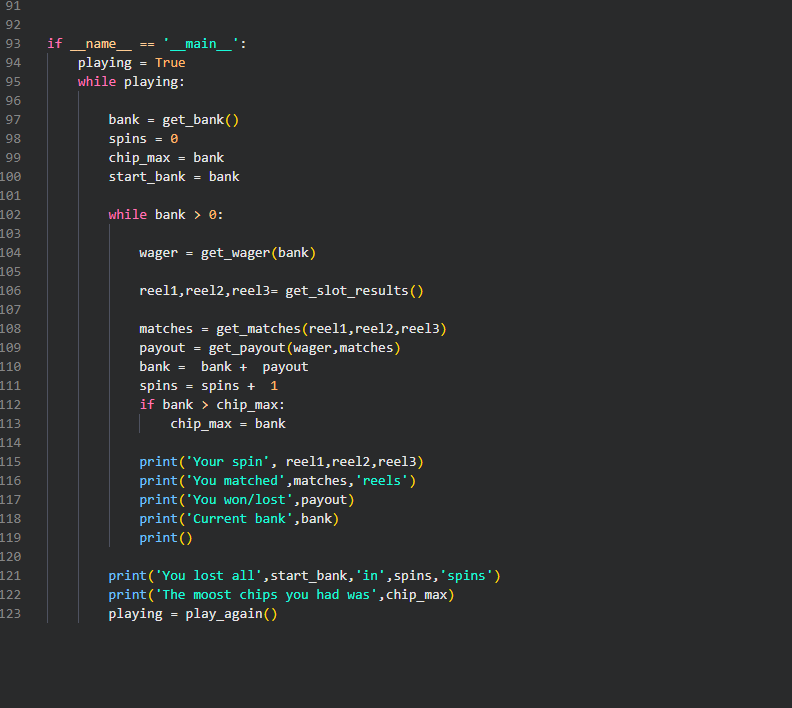 91
92
93 if __name__ == '__main__':
94     playing = True
95     while playing:
96
97         bank = get_bank()
98         spins = 0
99         chip_max = bank
100         start_bank = bank
101
102         while bank > 0:
103
104             wager = get_wager(bank)
105
106             reel1,reel2,reel3= get_slot_results()
107
108             matches = get_matches(reel1,reel2,reel3)
109             payout = get_payout(wager,matches)
110             bank =  bank +  payout
111             spins = spins +  1
112             if bank > chip_max:
113                 chip_max = bank
114
115             print('Your spin', reel1,reel2,reel3)
116             print('You matched',matches,'reels')
117             print('You won/lost',payout)
118             print('Current bank',bank)
119             print()
120
121         print('You lost all',start_bank,'in',spins,'spins')
122         print('The moost chips you had was',chip_max)
123         playing = play_again()